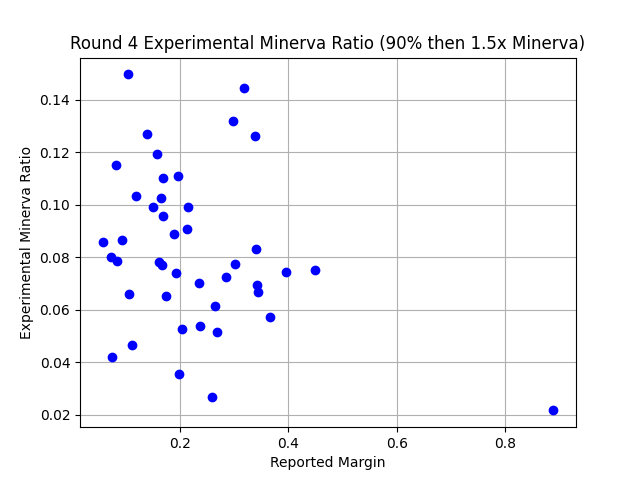 Round 4 Experimental Minerva Ratio (90% then 1.5x Minerva)
0.14
0.12
0.10
0.08
0.06
0.04
0.02
Experimental Minerva Ratio
0.2 0.4 0.6 0.8
Reported Margin